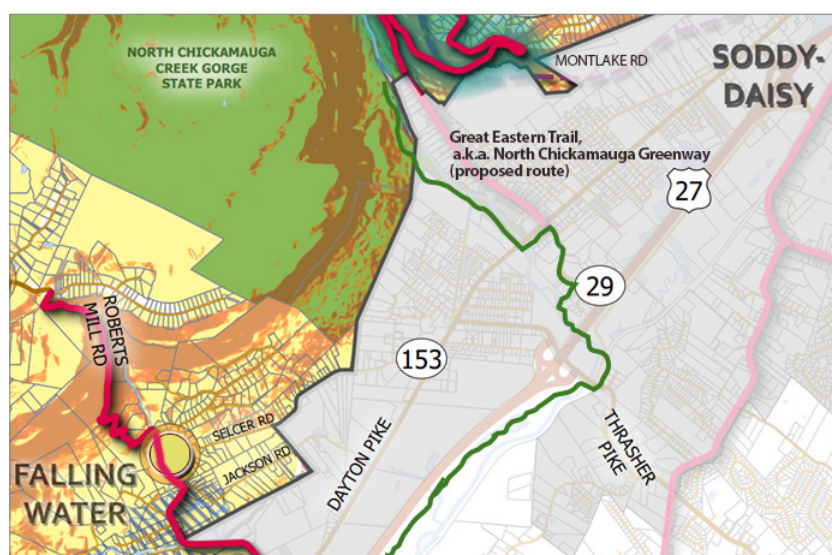 NORTH CHICKAMAUGA
CREEK GORGE
STATE PARK
MONTLAKE RD
SODDY-
DAISY
Great Eastern Trail,
a.k.a. North Chickamauga Greenway
(proposed route)
27
29
ROBERTS
MILL RD
153
SELCER RD
JACKSON RD
DAYTON PIKE
THRASHER
PIKE
FALLING
WATER